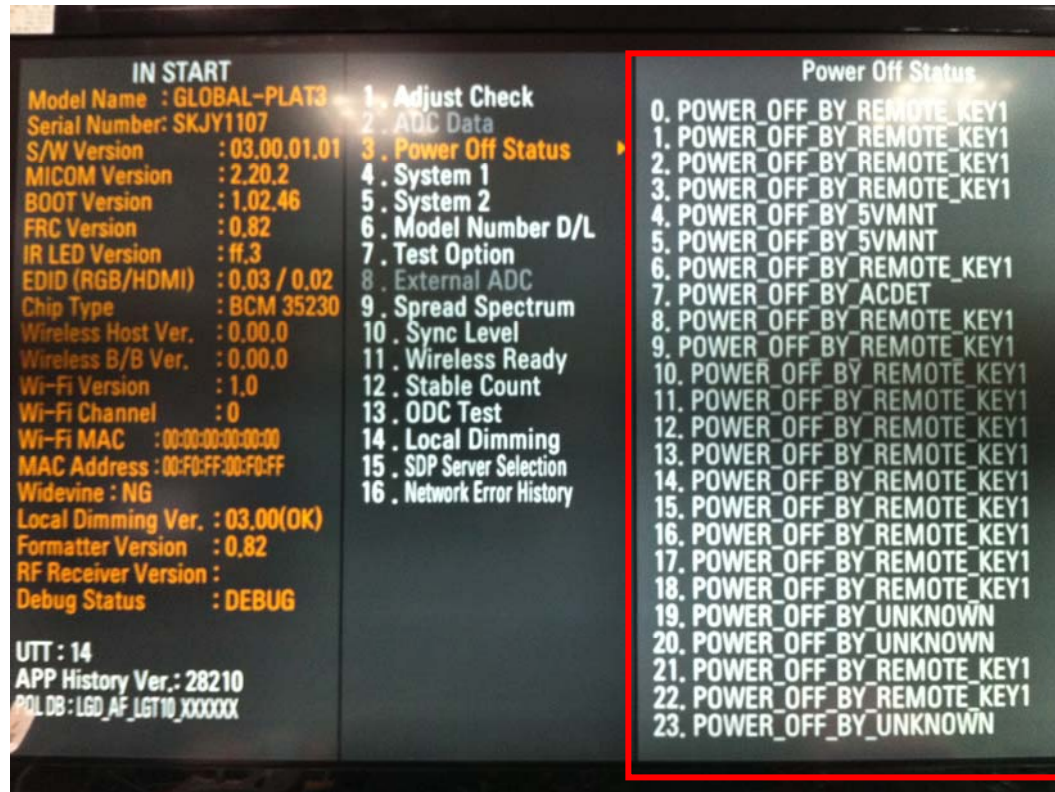 IN START
Model Name : GLOBAL-PLAT3
Serial Number: SKJY1107
S/W Version : 03.00.01.01
MICOM Version : 2.20.2
BOOT Version : 1.02.46
FRC Version : 0.82
IR LED Version : ff.3
EDID (RGB/HDMI) : 0.03 / 0.02
Chip Type : BCM 35230
Wireless Host Ver. : 0.00.0
Wireless B/B Ver. : 0.00.0
Wi-Fi Version : 1.0
Wi-Fi Channel : 0
Wi-Fi MAC : 00:00:00:00:00:00
MAC Address : 00:F0:FF:00:F0:FF
Widevine : NG
Local Dimming Ver. : 03.00(OK)
Formatter Version : 0.82
RF Receiver Version :
Debug Status : DEBUG
UTT : 14
APP History Ver.: 28210
PQL DB : LGD_AF_LGT10_XXXXXX
1 . Adjust Check
2 . ADC Data
3 . Power Off Status
4 . System 1
5 . System 2
6 . Model Number D/L
7 . Test Option
8 . External ADC
9 . Spread Spectrum
10 . Sync Level
11 . Wireless Ready
12 . Stable Count
13 . ODC Test
14 . Local Dimming
15 . SDP Server Selection
16 . Network Error History
Power Off Status
0. POWER_OFF_BY_REMOTE_KEY1
1. POWER_OFF_BY_REMOTE_KEY1
2. POWER_OFF_BY_REMOTE_KEY1
3. POWER_OFF_BY_REMOTE_KEY1
4. POWER_OFF_BY_5VMNT
5. POWER_OFF_BY_5VMNT
6. POWER_OFF_BY_REMOTE_KEY1
7. POWER_OFF_BY_ACDET
8. POWER_OFF_BY_REMOTE_KEY1
9. POWER_OFF_BY_REMOTE_KEY1
10. POWER_OFF_BY_REMOTE_KEY1
11. POWER_OFF_BY_REMOTE_KEY1
12. POWER_OFF_BY_REMOTE_KEY1
13. POWER_OFF_BY_REMOTE_KEY1
14. POWER_OFF_BY_REMOTE_KEY1
15. POWER_OFF_BY_REMOTE_KEY1
16. POWER_OFF_BY_REMOTE_KEY1
17. POWER_OFF_BY_REMOTE_KEY1
18. POWER_OFF_BY_REMOTE_KEY1
19. POWER_OFF_BY_UNKNOWN
20. POWER_OFF_BY_UNKNOWN
21. POWER_OFF_BY_REMOTE_KEY1
22. POWER_OFF_BY_REMOTE_KEY1
23. POWER_OFF_BY_UNKNOWN